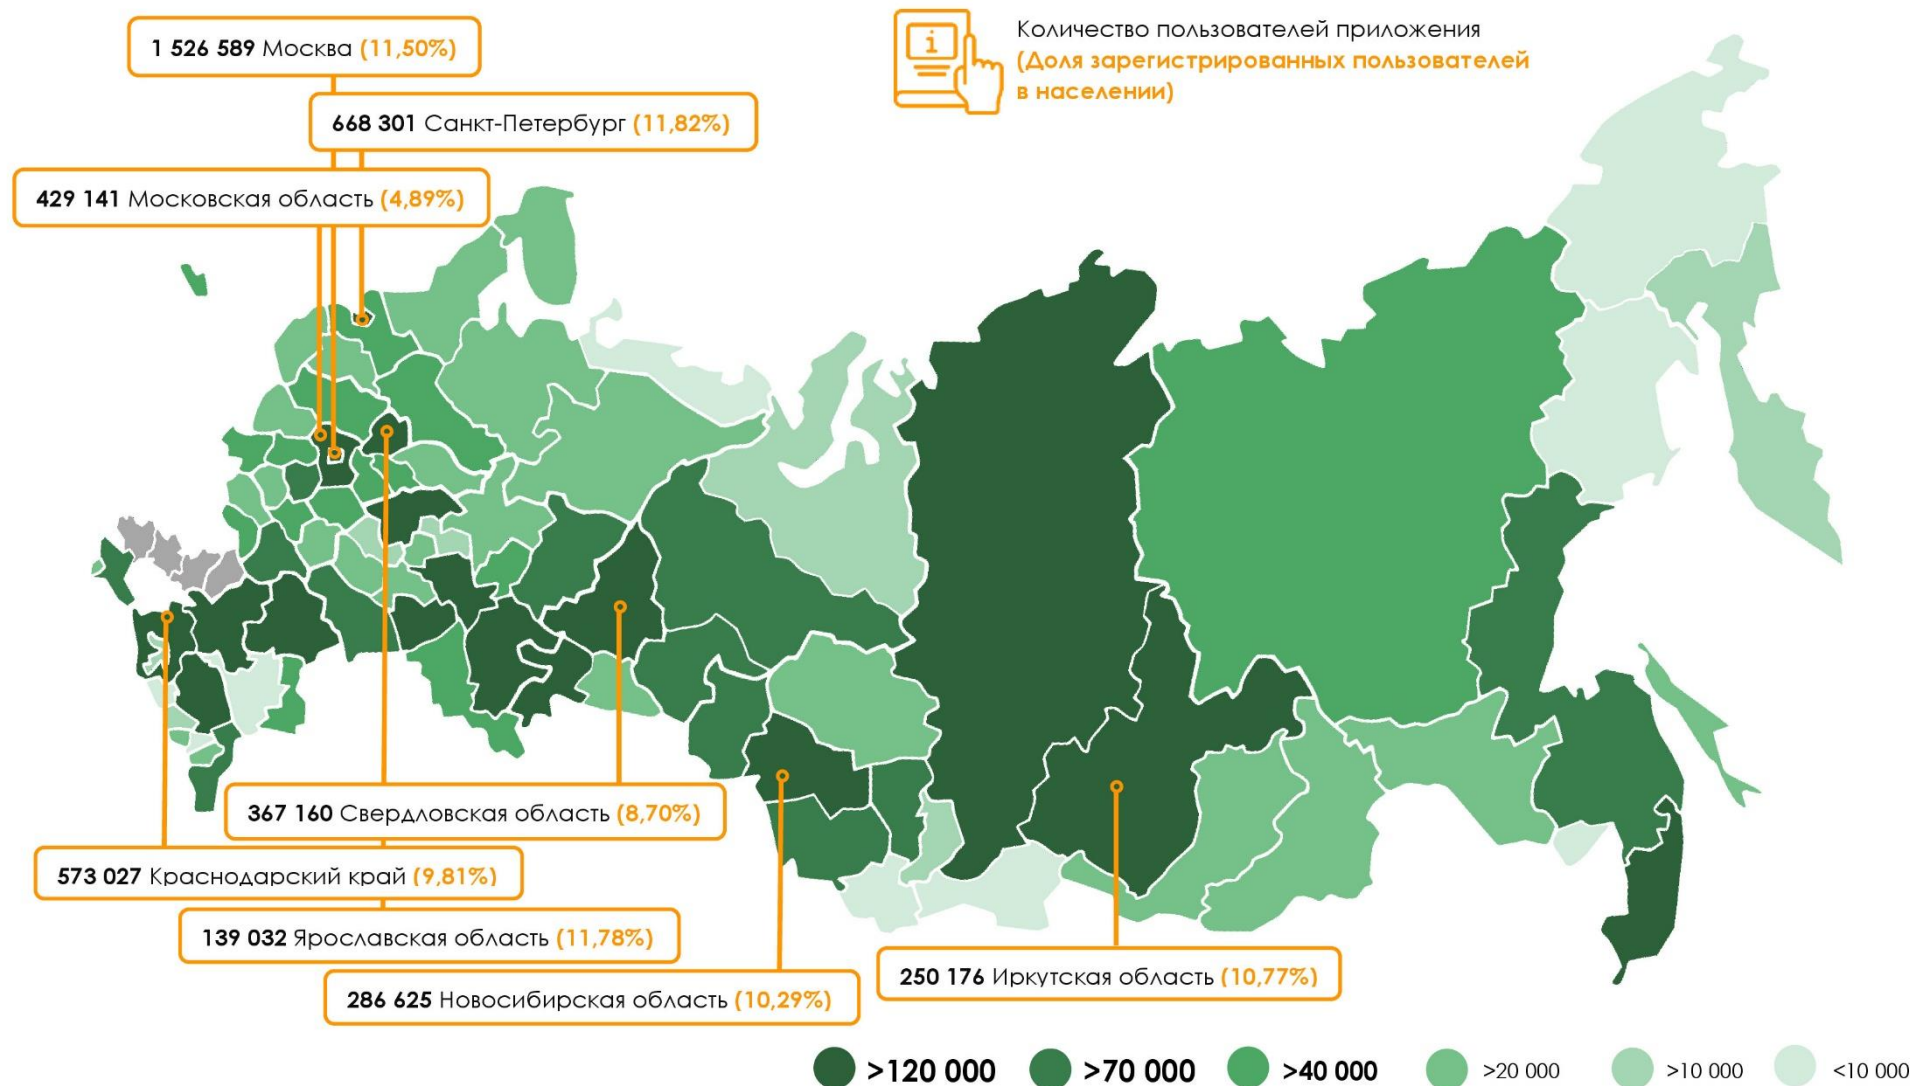 1 526 589 Москва (11,50%)
Количество пользователей приложения
(Доля зарегистрированных пользователей
в населении)
668 301 Санкт-Петербург (11,82%)
429 141 Московская область (4,89%)
367 160 Свердловская область (8,70%)
573 027 Краснодарский край (9,81%)
139 032 Ярославская область (11,78%)
286 625 Новосибирская область (10,29%)
250 176 Иркутская область (10,77%)
>120 000 >70 000 >40 000 >20 000 >10 000 <10 000